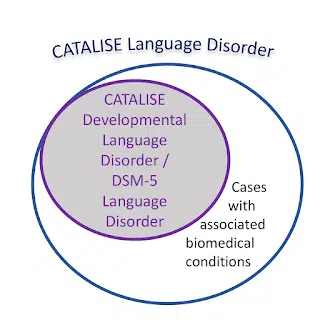 CATALISE Language Disorder
CATALISE
Developmental
Language
Disorder /
DSM-5
Language
Disorder
Cases
with
associated
biomedical
conditions